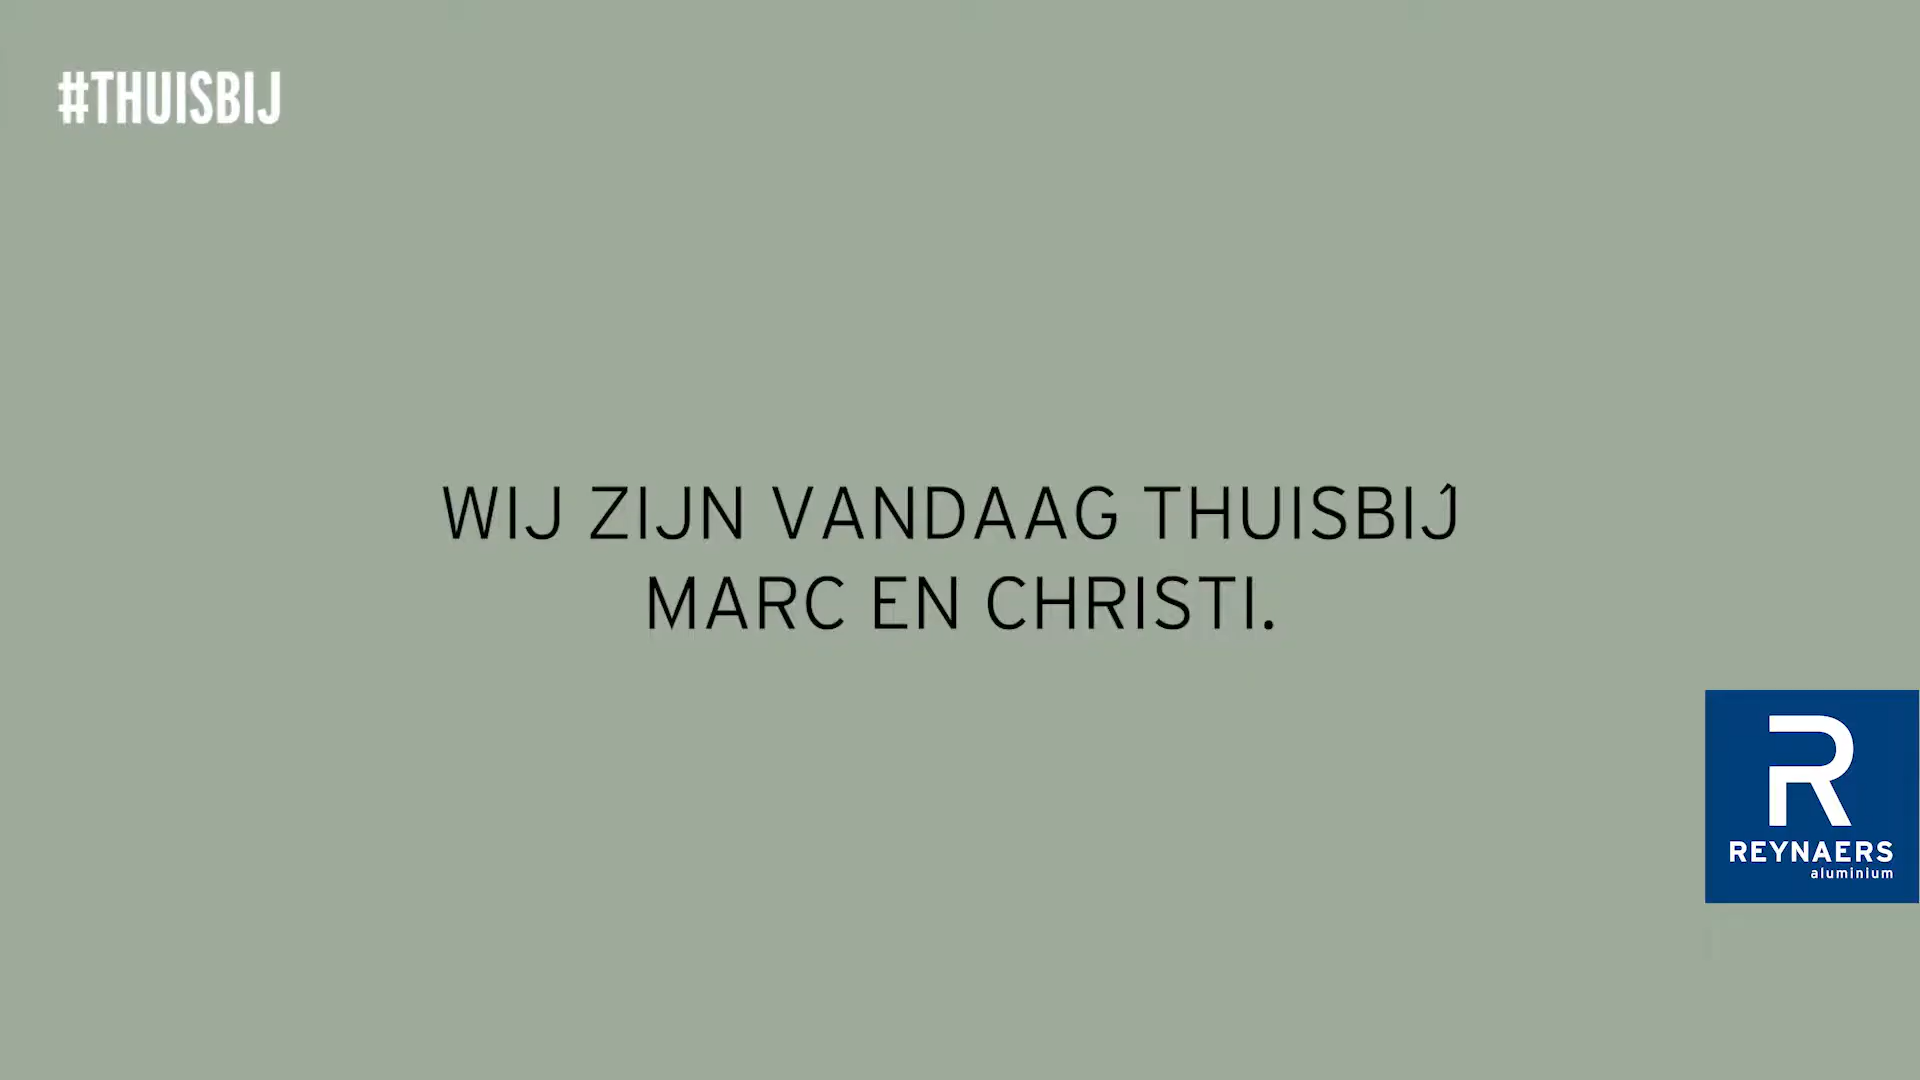 #THUISBIJ
WIJ ZIJN VANDAAG THUISBIJ
MARC EN CHRISTI.
R
REYNAERS
aluminium